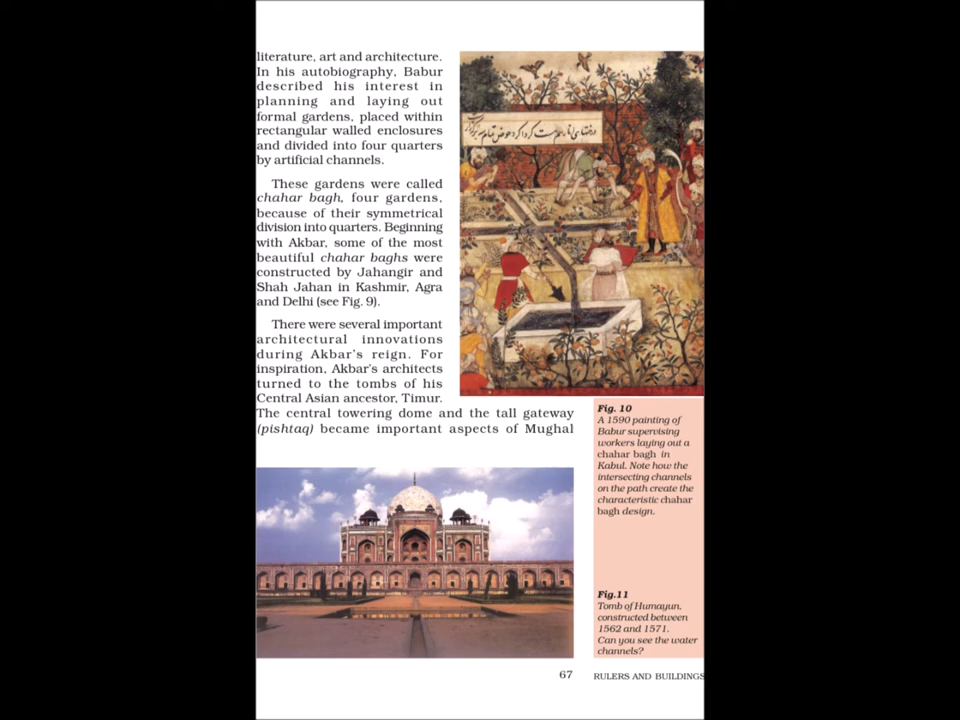 literature, art and architecture.
In his autobiography, Babur
described his interest in
planning and laying out
formal gardens, placed within
rectangular walled enclosures
and divided into four quarters
by artificial channels.
These gardens were called
chahar bagh, four gardens,
because of their symmetrical
division into quarters. Beginning
with Akbar, some of the most
beautiful chahar baghs were
constructed by Jahangir and
Shah Jahan in Kashmir, Agra
and Delhi (see Fig. 9).
There were several important
architectural innovations
during Akbar's reign. For
inspiration, Akbar's architects
turned to the tombs of his
Central Asian ancestor, Timur.
The central towering dome and the tall gateway
(pishtaq) became important aspects of Mughal
Fig. 10
A 1590 painting of
Babur supervising
workers laying out a
chahar bagh in
Kabul. Note how the
intersecting channels
on the path create the
characteristic chahar
bagh design.
Fig.11
Tomb of Humayun,
constructed between
1562 and 1571.
Can you see the water
channels?
67
RULERS AND BUILDINGS